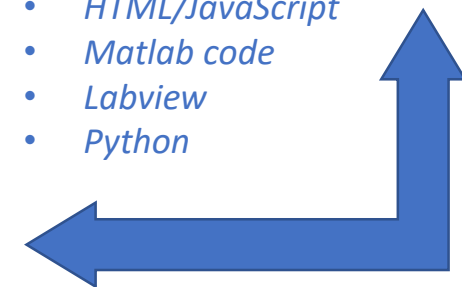 • HTML/JavaScript
• Matlab code
• Labview
• Python